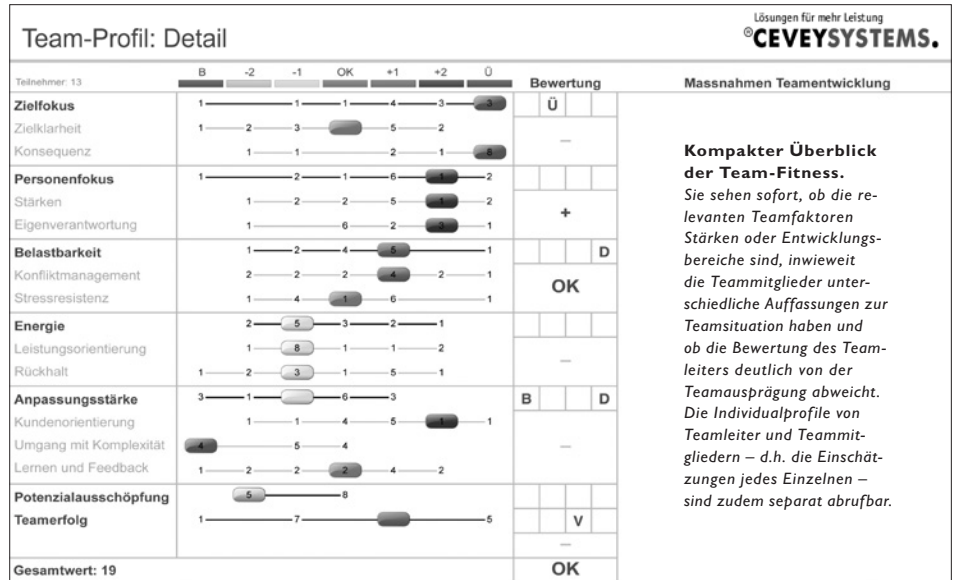 Team-Profil: Detail
Lösungen für mehr Leistung
®CEVEYSYSTEMS.
Teilnehmer: 13
B -2 -1 OK +1 +2 Ü
Bewertung
Massnahmen Teamentwicklung
Zielfokus 1 1 1 4 3 3 Ü
Zielklarheit 1 2 3 5 2
–
Konsequenz 1 1 2 1 8
Personenfokus 1 2 1 6 1 2
Stärken 1 2 2 5 1 2
+
Eigenverantwortung 1 6 2 3 1
Belastbarkeit 1 2 4 5 1 D
Konfliktmanagement 2 2 2 4 2 1
OK
Stressresistenz 1 4 1 6 1
Energie 2 5 3 2 1
Leistungsorientierung 1 8 1 1 2
–
Rückhalt 1 2 3 1 5 1
Anpassungsstärke 3 1 6 3 B D
Kundenorientierung 1 1 4 5 1 1
Umgang mit Komplexität 4 5 4
–
Lernen und Feedback 1 2 2 2 4 2
Potenzialausschöpfung 5 8
Teamerfolg 1 7 5 V
–
Gesamtwert: 19 OK
Kompakter Überblick
der Team-Fitness.
Sie sehen sofort, ob die re-
levanten Teamfaktoren
Stärken oder Entwicklungs-
bereiche sind, inwieweit
die Teammitglieder unter-
schiedliche Auffassungen zur
Teamsituation haben und
ob die Bewertung des Team-
leiters deutlich von der
Teamausprägung abweicht.
Die Individualprofile von
Teamleiter und Teammit-
gliedern – d.h. die Einschät-
zungen jedes Einzelnen –
sind zudem separat abrufbar.